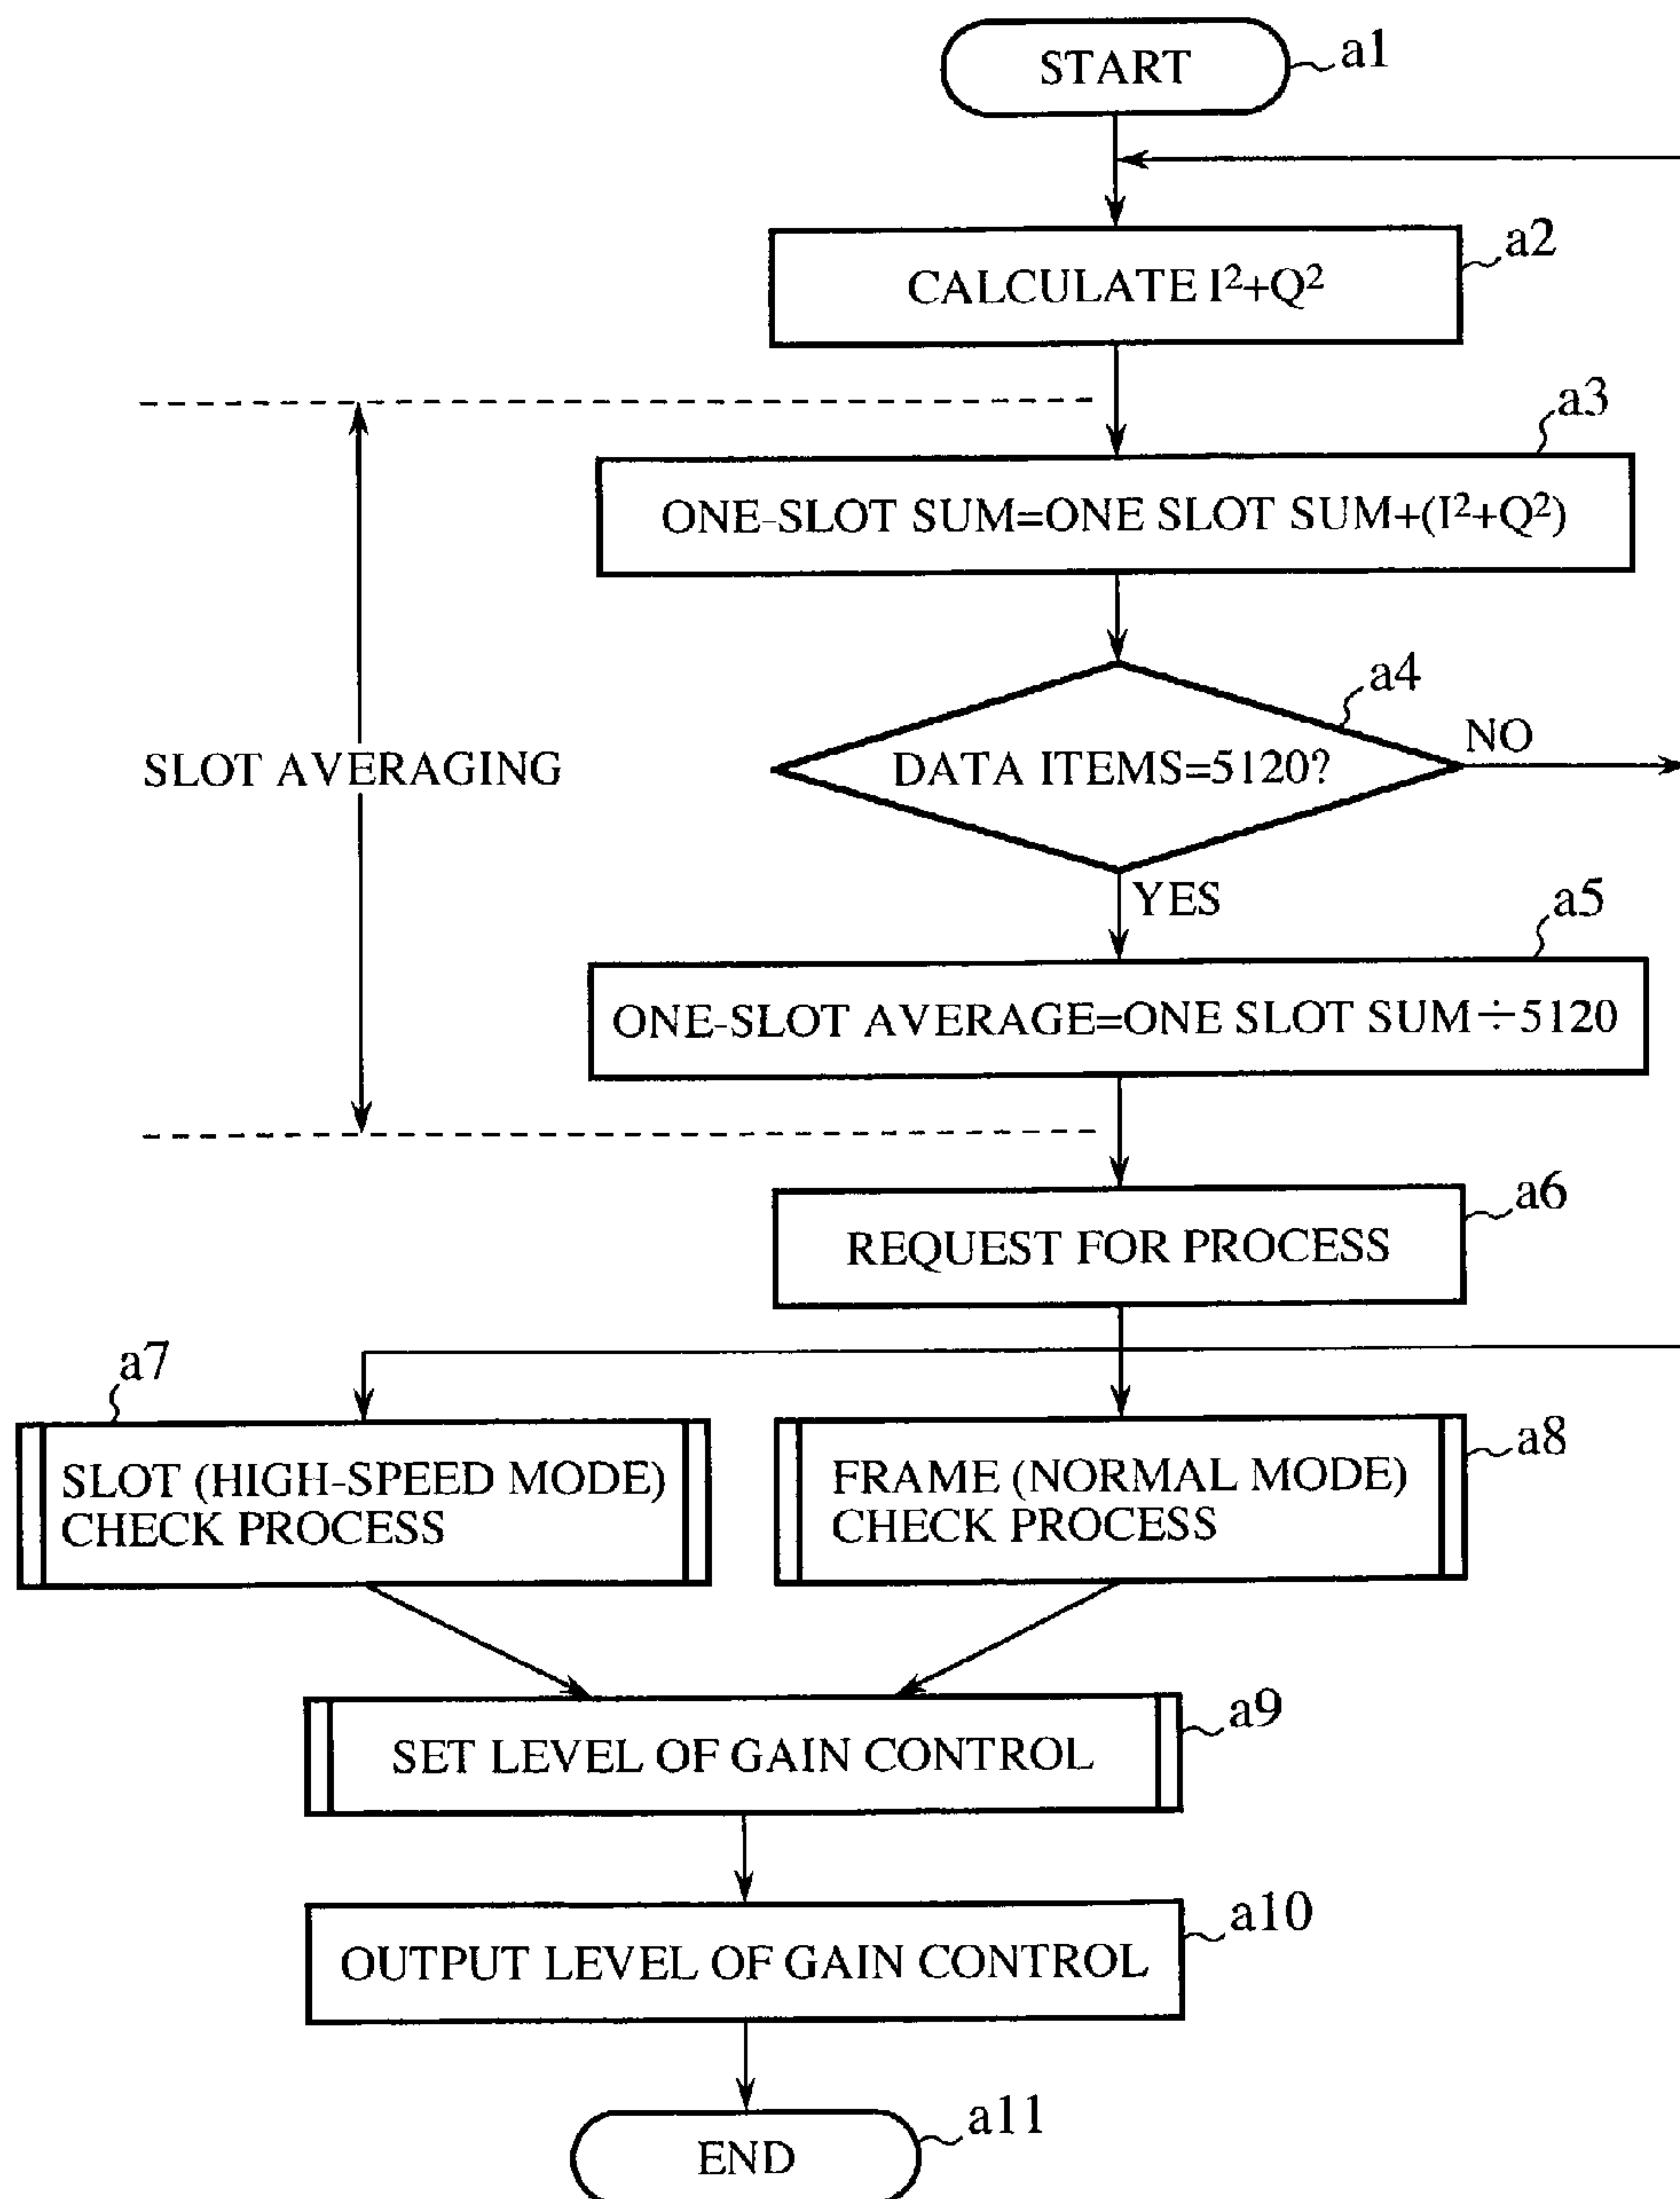 START
a1
a2
CALCULATE I²+Q²
a3
ONE-SLOT SUM=ONE SLOT SUM+(I²+Q²)
a4
NO
SLOT AVERAGING
DATA ITEMS=5120?
YES
a5
ONE-SLOT AVERAGE=ONE SLOT SUM÷5120
a6
REQUEST FOR PROCESS
a7
SLOT (HIGH-SPEED MODE)
CHECK PROCESS
a8
FRAME (NORMAL MODE)
CHECK PROCESS
a9
SET LEVEL OF GAIN CONTROL
a10
OUTPUT LEVEL OF GAIN CONTROL
a11
END